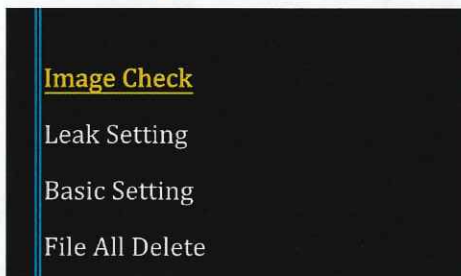 Image Check
Leak Setting
Basic Setting
File All Delete